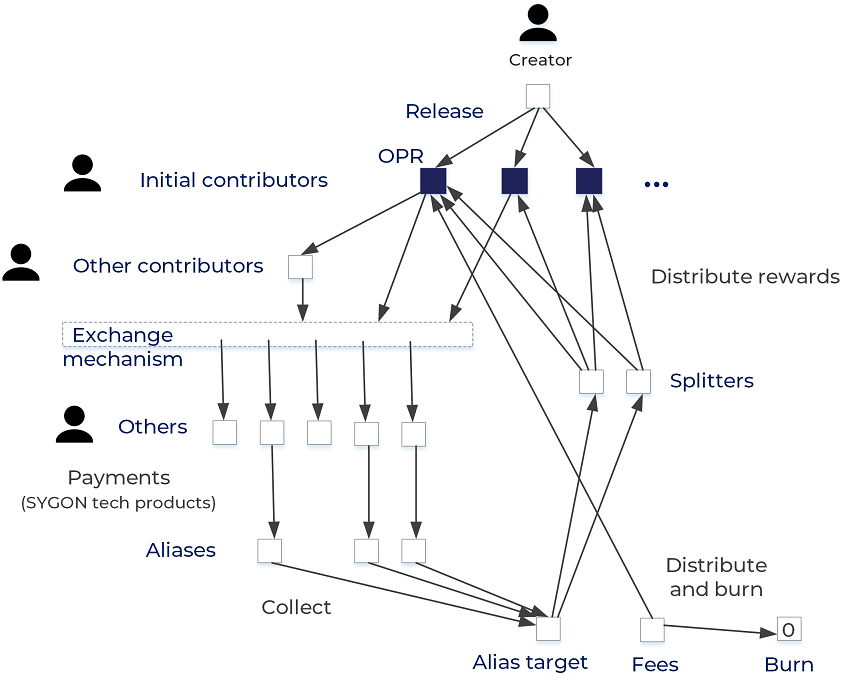 Creator
Release
OPR
Initial contributors
...
Other contributors
Distribute rewards
Exchange
mechanism
Splitters
Others
Payments
(SYGON tech products)
Aliases
Distribute
and burn
Collect
0
Alias target
Fees
Burn